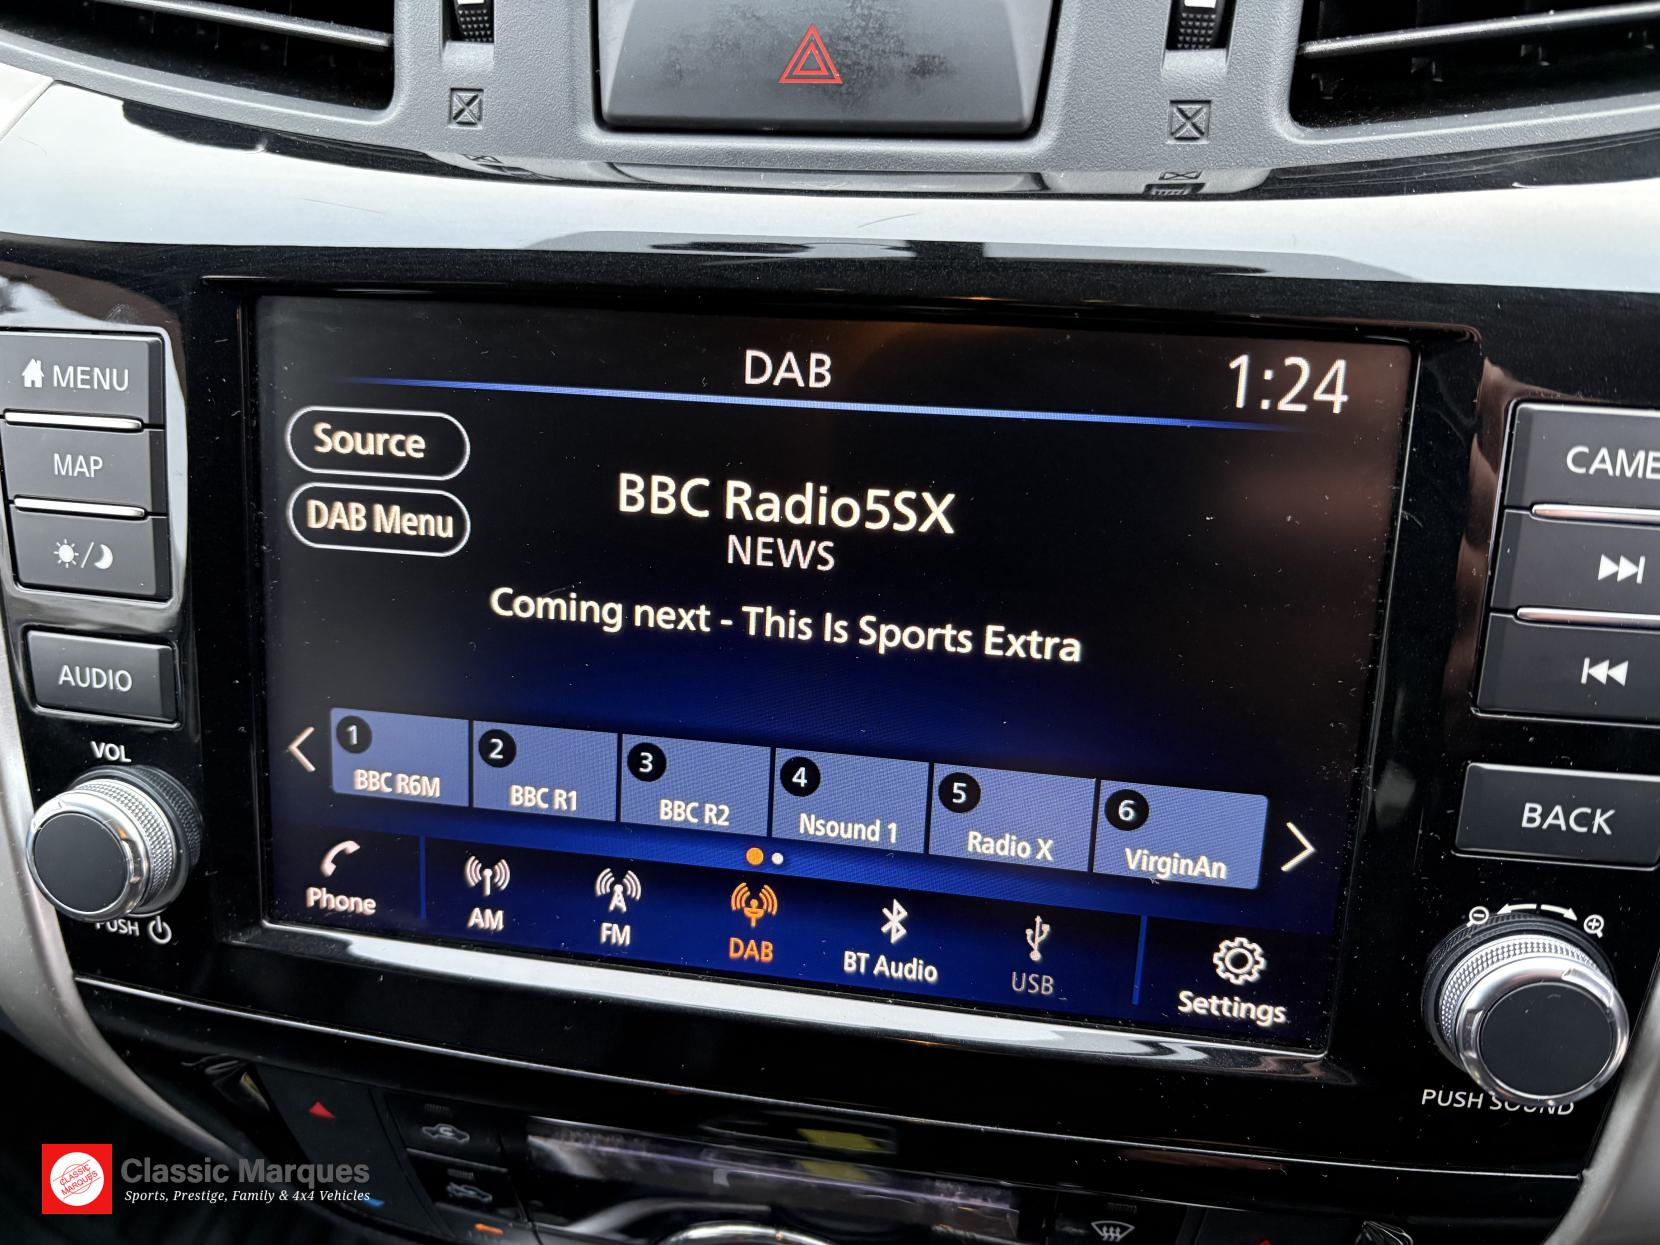 DAB
1:24
Source
DAB Menu
BBC Radio5SX
NEWS
Coming next - This Is Sports Extra
1
BBC R6M
2
BBC R1
3
BBC R2
4
Nsound 1
5
Radio X
6
VirginAn
Phone
AM
FM
DAB
BT Audio
USB
Settings
MENU
MAP
AUDIO
VOL
PUSH
CAME
BACK
PUSH SOUND
CLASSIC MARQUES
Classic Marques
Sports, Prestige, Family & 4x4 Vehicles